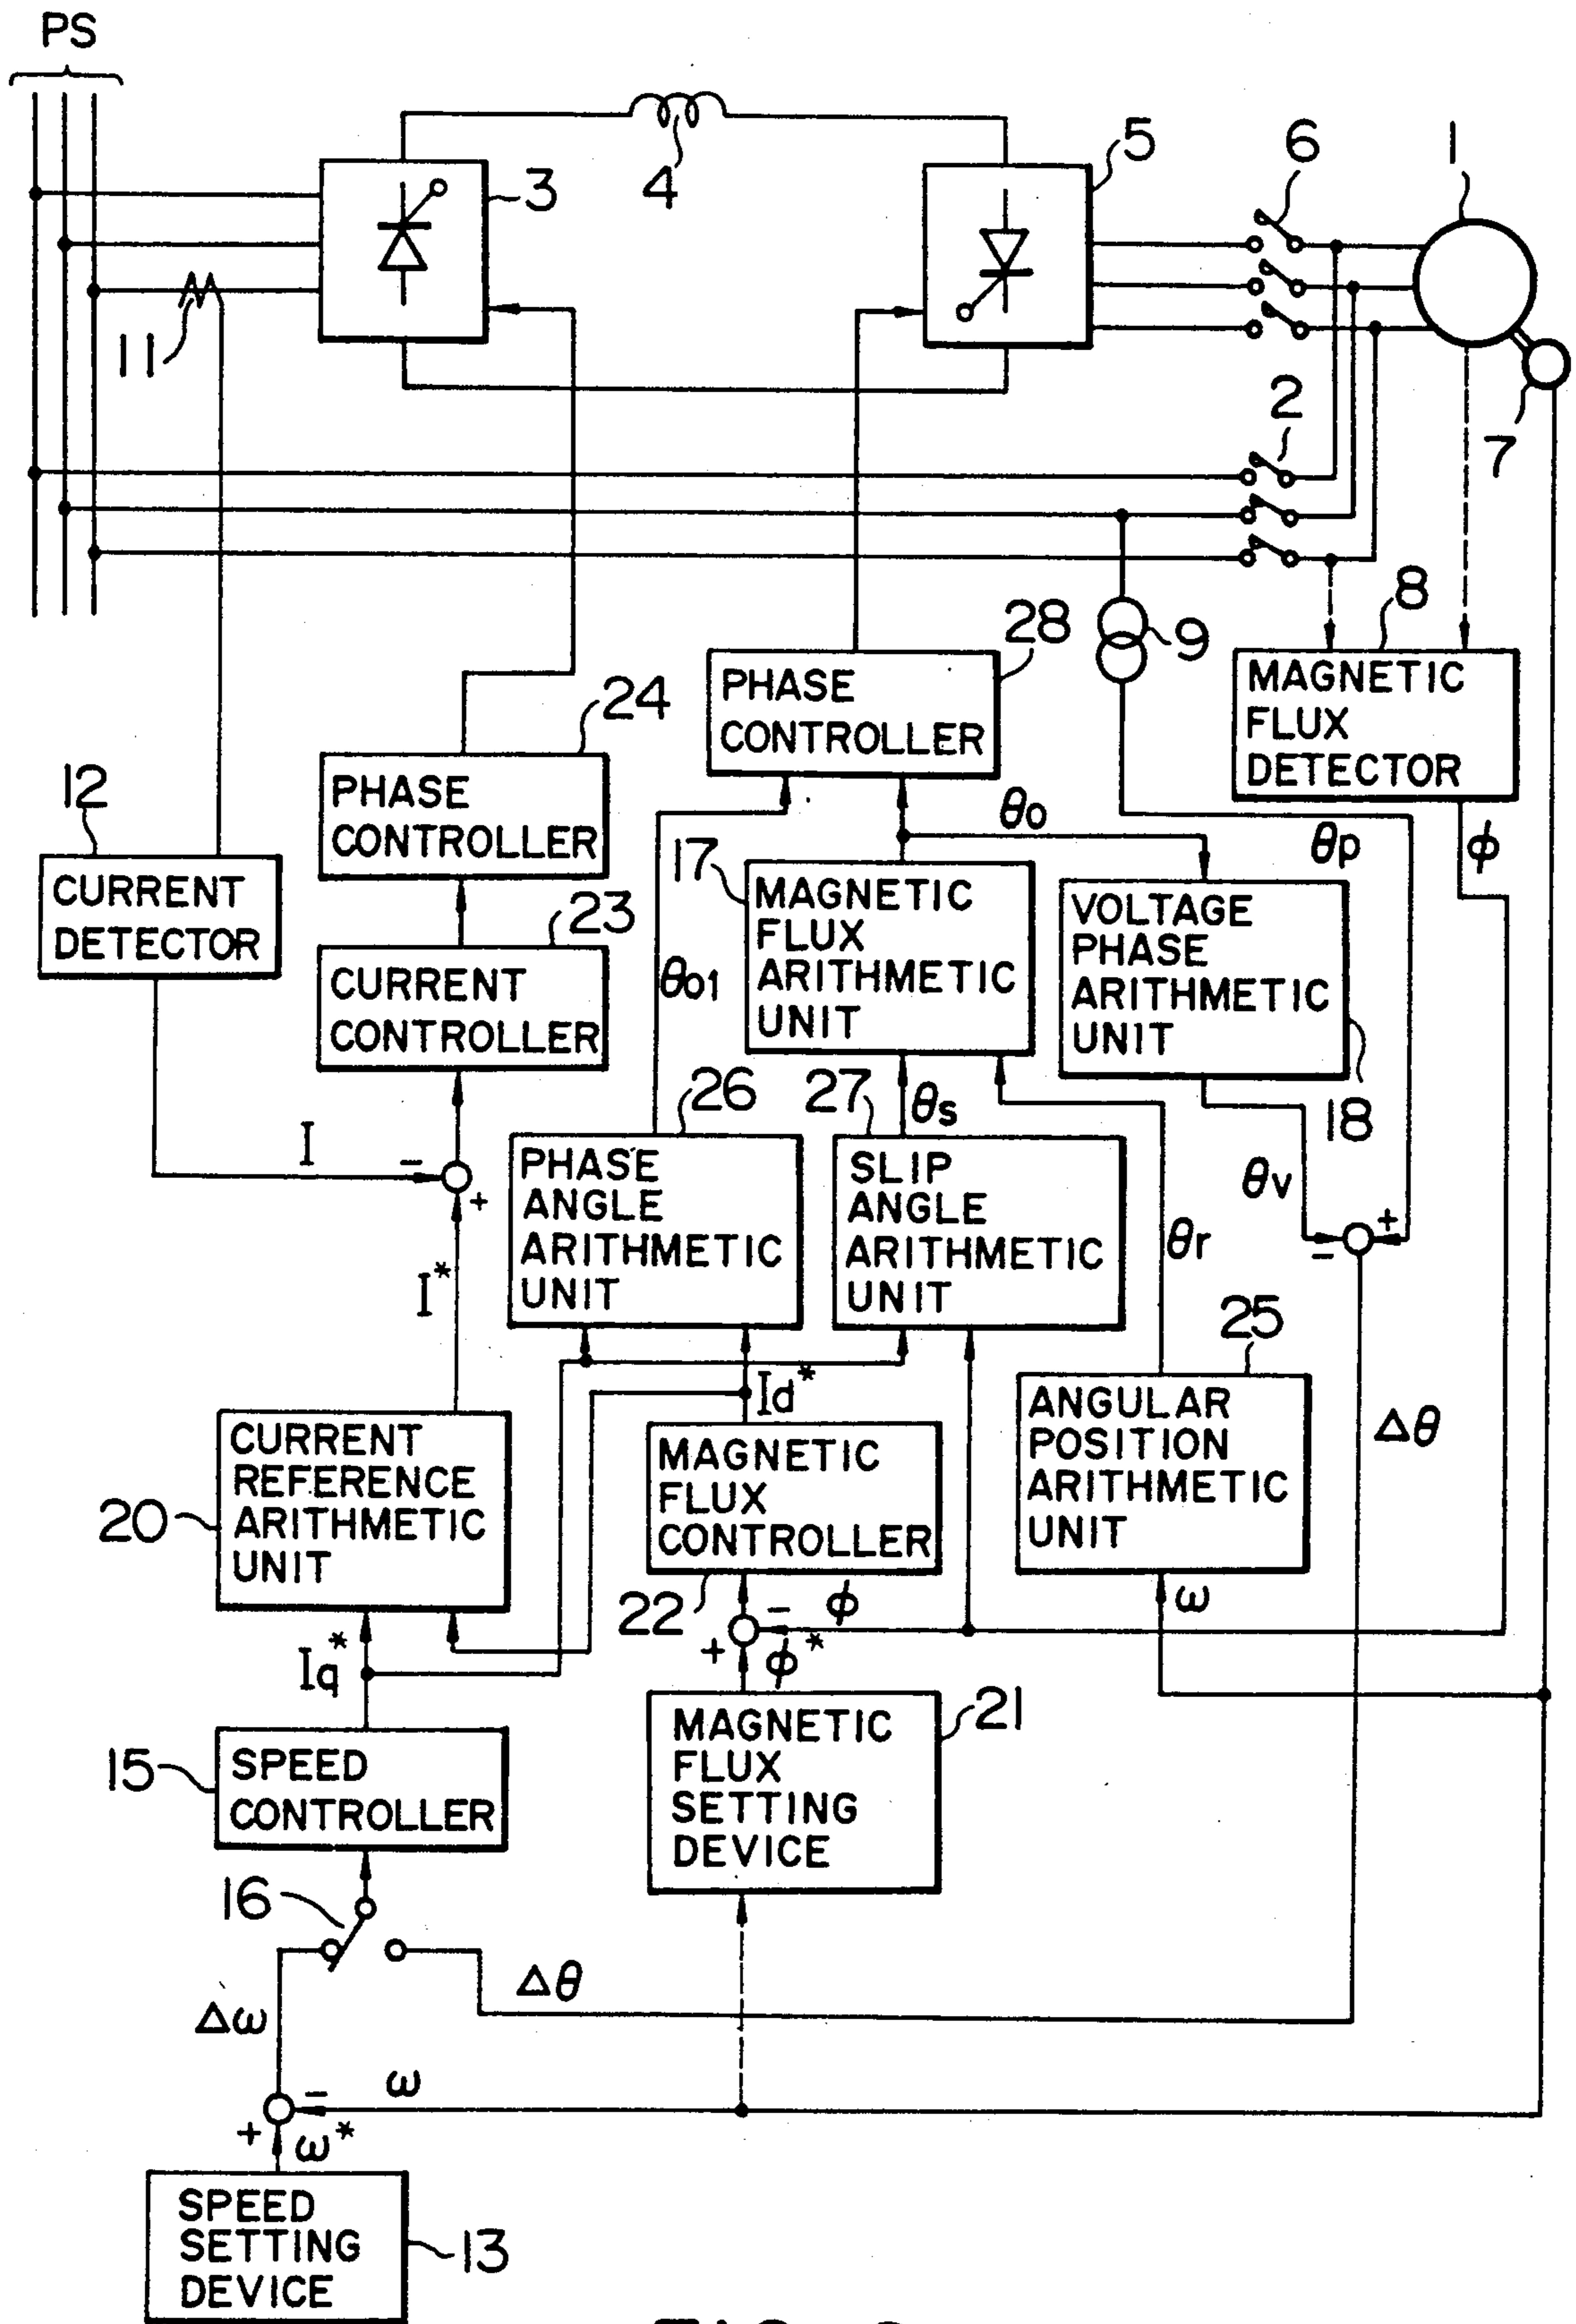 PS
3
4
5
6
1
11
2
7
9
8
MAGNETIC
FLUX
DETECTOR
28
PHASE
CONTROLLER
24
PHASE
CONTROLLER
12
CURRENT
DETECTOR
23
CURRENT
CONTROLLER
θo
θp
ϕ
17
MAGNETIC
FLUX
ARITHMETIC
UNIT
VOLTAGE
PHASE
ARITHMETIC
UNIT
18
θo1
θs
I
-
+
26
PHASE
ANGLE
ARITHMETIC
UNIT
27
SLIP
ANGLE
ARITHMETIC
UNIT
θr
θv
-
+
I*
25
ANGULAR
POSITION
ARITHMETIC
UNIT
Δθ
Id*
20
CURRENT
REFERENCE
ARITHMETIC
UNIT
MAGNETIC
FLUX
CONTROLLER
22
-
ϕ
+
ϕ*
ω
Iq*
15
SPEED
CONTROLLER
21
MAGNETIC
FLUX
SETTING
DEVICE
16
Δθ
Δω
-
ω
+
ω*
13
SPEED
SETTING
DEVICE